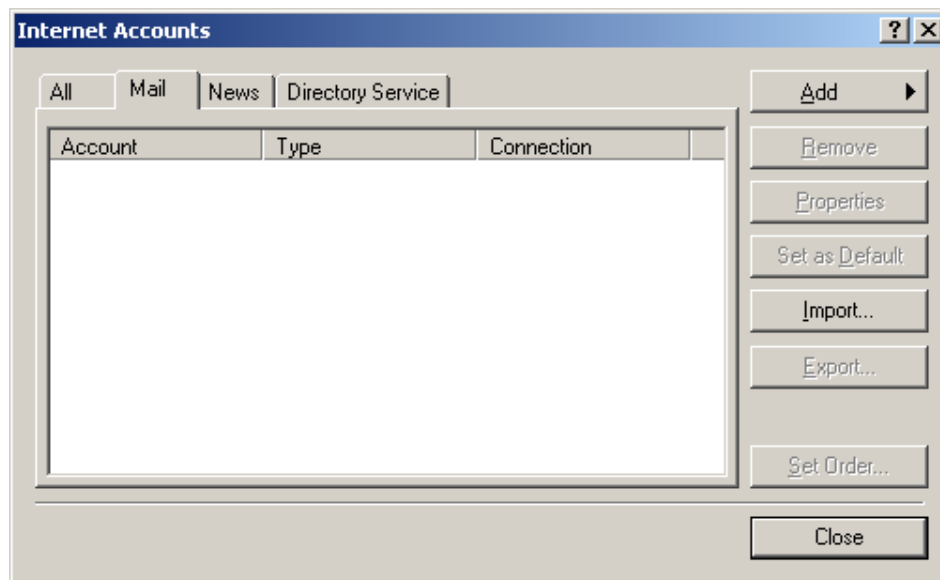 Internet Accounts
All Mail News Directory Service
Add
Account Type Connection
Remove
Properties
Set as Default
Import...
Export...
Set Order...
Close